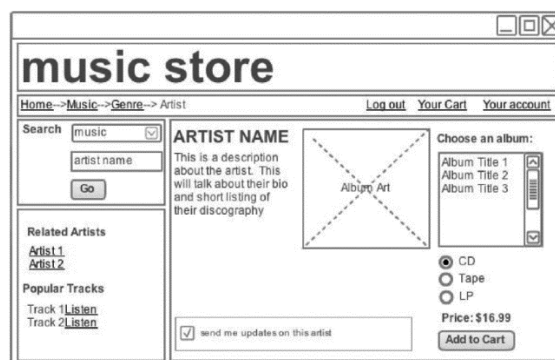 music store
Home-->Music-->Genre--> Artist
Log out Your Cart Your account
Search music
artist name
Go
Related Artists
Artist 1
Artist 2
Popular Tracks
Track 1Listen
Track 2Listen
ARTIST NAME
This is a description
about the artist. This
will talk about their bio
and short listing of
their discography
Album Art
send me updates on this artist
Choose an album:
Album Title 1
Album Title 2
Album Title 3
CD
Tape
LP
Price: $16.99
Add to Cart